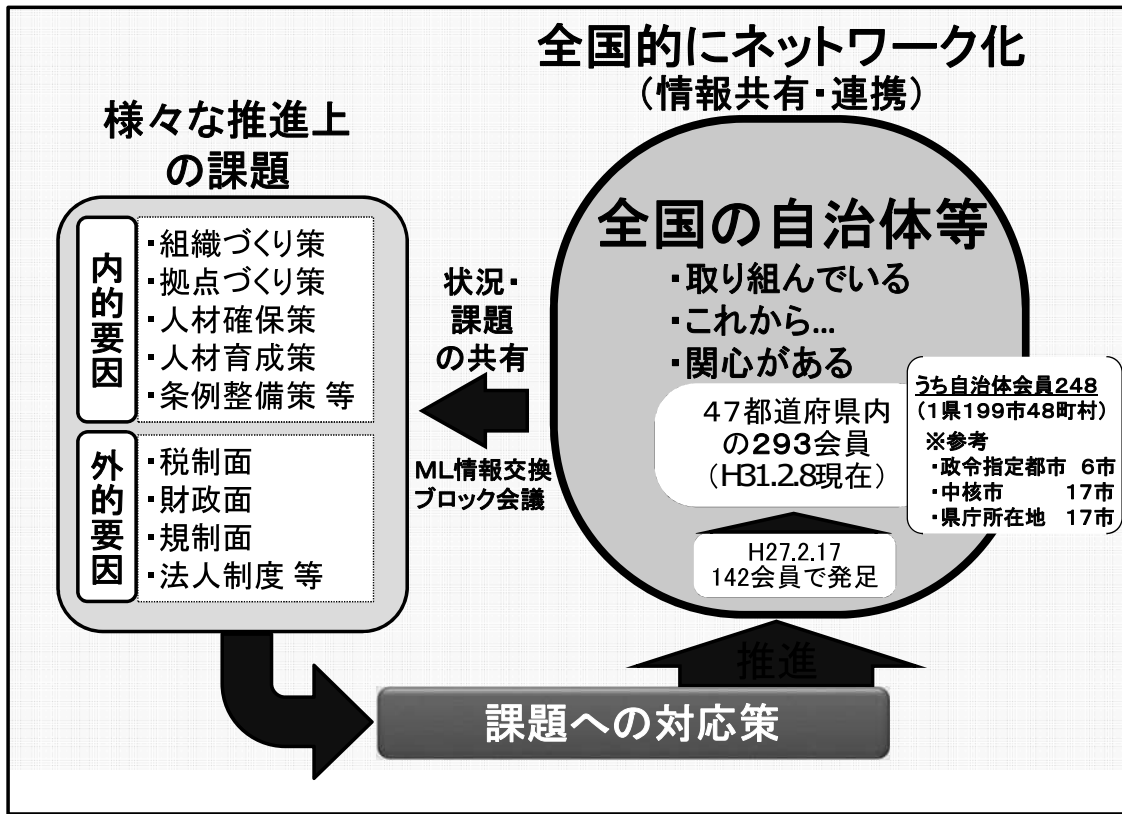 全国的にネットワーク化
（情報共有・連携）
様々な推進上
の課題
内的要因
・組織づくり策
・拠点づくり策
・人材確保策
・人材育成策
・条例整備策 等
外的要因
・税制面
・財政面
・規制面
・法人制度 等
状況・
課題
の共有
ML情報交換
ブロック会議
全国の自治体等
・取り組んでいる
・これから...
・関心がある
47都道府県内
の293会員
（H31.2.8現在）
うち自治体会員248
（1県199市48町村）
※参考
・政令指定都市 6市
・中核市 17市
・県庁所在地 17市
H27.2.17
142会員で発足
推進
課題への対応策